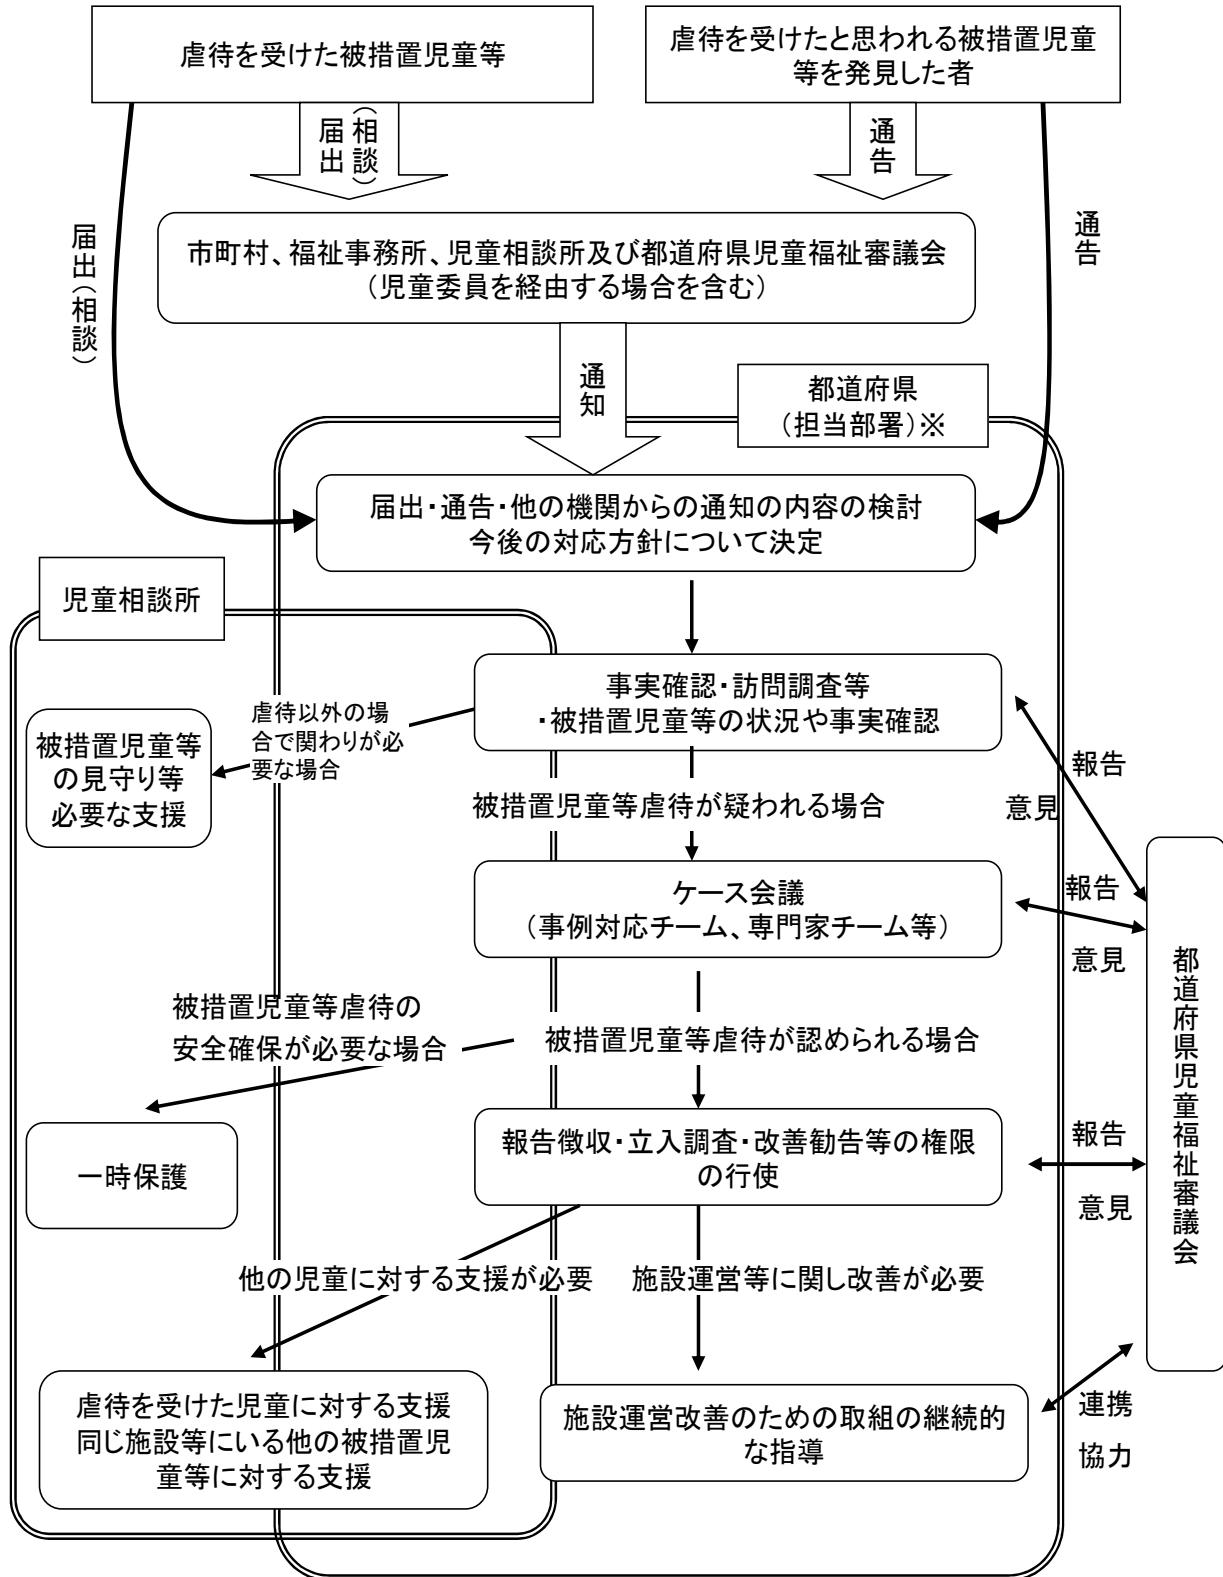 虐待を受けた被措置児童等
虐待を受けたと思われる被措置児童
等を発見した者
届出
（相談）
通告
届出（相談）
通告
市町村、福祉事務所、児童相談所及び都道府県児童福祉審議会
（児童委員を経由する場合を含む）
通知
都道府県
（担当部署）※
届出・通告・他の機関からの通知の内容の検討
今後の対応方針について決定
児童相談所
事実確認・訪問調査等
・被措置児童等の状況や事実確認
虐待以外の場
合で関わりが必
要な場合
被措置児童等
の見守り等
必要な支援
報告
意見
被措置児童等虐待が疑われる場合
ケース会議
（事例対応チーム、専門家チーム等）
報告
意見
都道府県児童福祉審議会
被措置児童等虐待の
安全確保が必要な場合
被措置児童等虐待が認められる場合
一時保護
報告徴収・立入調査・改善勧告等の権限
の行使
報告
意見
他の児童に対する支援が必要
施設運営等に関し改善が必要
虐待を受けた児童に対する支援
同じ施設等にいる他の被措置児
童等に対する支援
施設運営改善のための取組の継続的
な指導
連携
協力